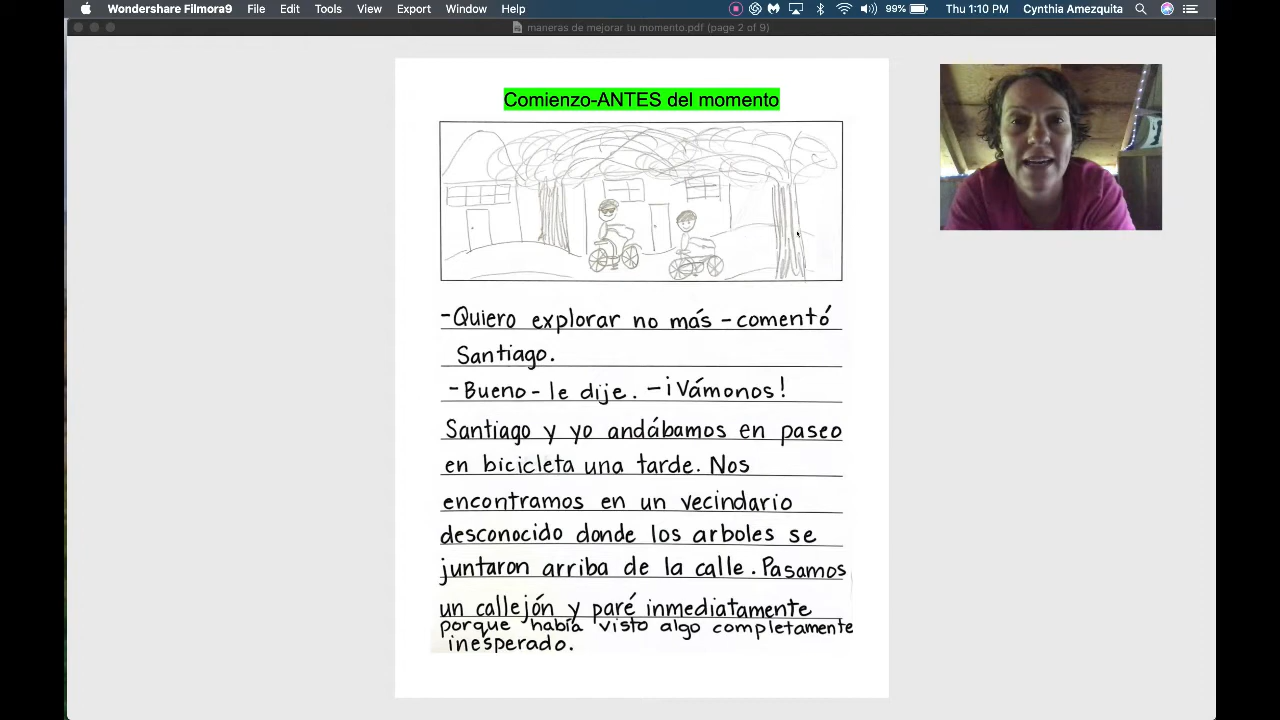 Wondershare Filmora9 File Edit Tools View Export Window Help 99% Thu 1:10 PM Cynthia Amezquita
maneras de mejorar tu momento.pdf (page 2 of 9)
Comienzo-ANTES del momento
-Quiero explorar no más -comentó
Santiago.
-Bueno- le dije. -¡Vámonos!
Santiago y yo andábamos en paseo
en bicicleta una tarde. Nos
encontramos en un vecindario
desconocido donde los arboles se
juntaron arriba de la calle. Pasamos
un callejón y paré inmediatamente
porque había visto algo completamente
inesperado.